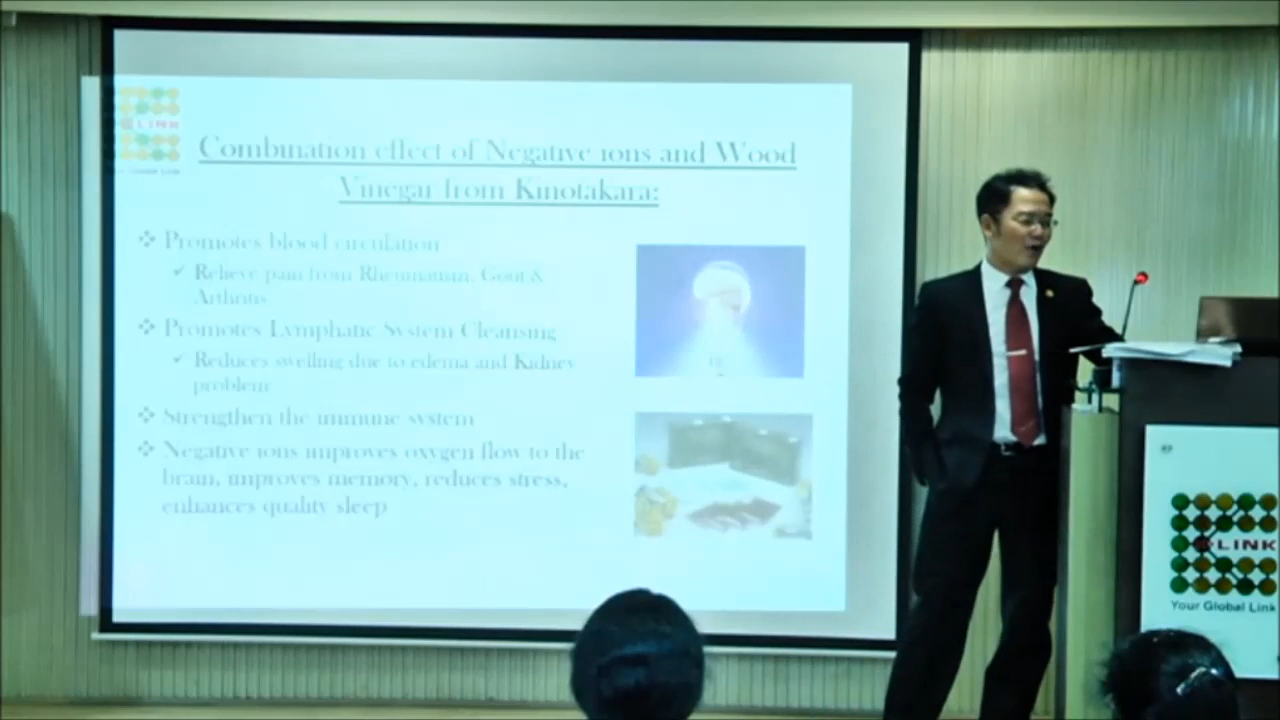 LINK
Combination effect of Negative ions and Wood
Vinegar from Kinotakara:
❖ Promotes blood circulation
✓ Relieve pain from Rheumatism, Gout &
Arthritis
❖ Promotes Lymphatic System Cleansing
✓ Reduces swelling due to edema and Kidney
problem
❖ Strengthen the immune system
❖ Negative ions improves oxygen flow to the
brain, improves memory, reduces stress,
enhances quality sleep
LINK
Your Global Link